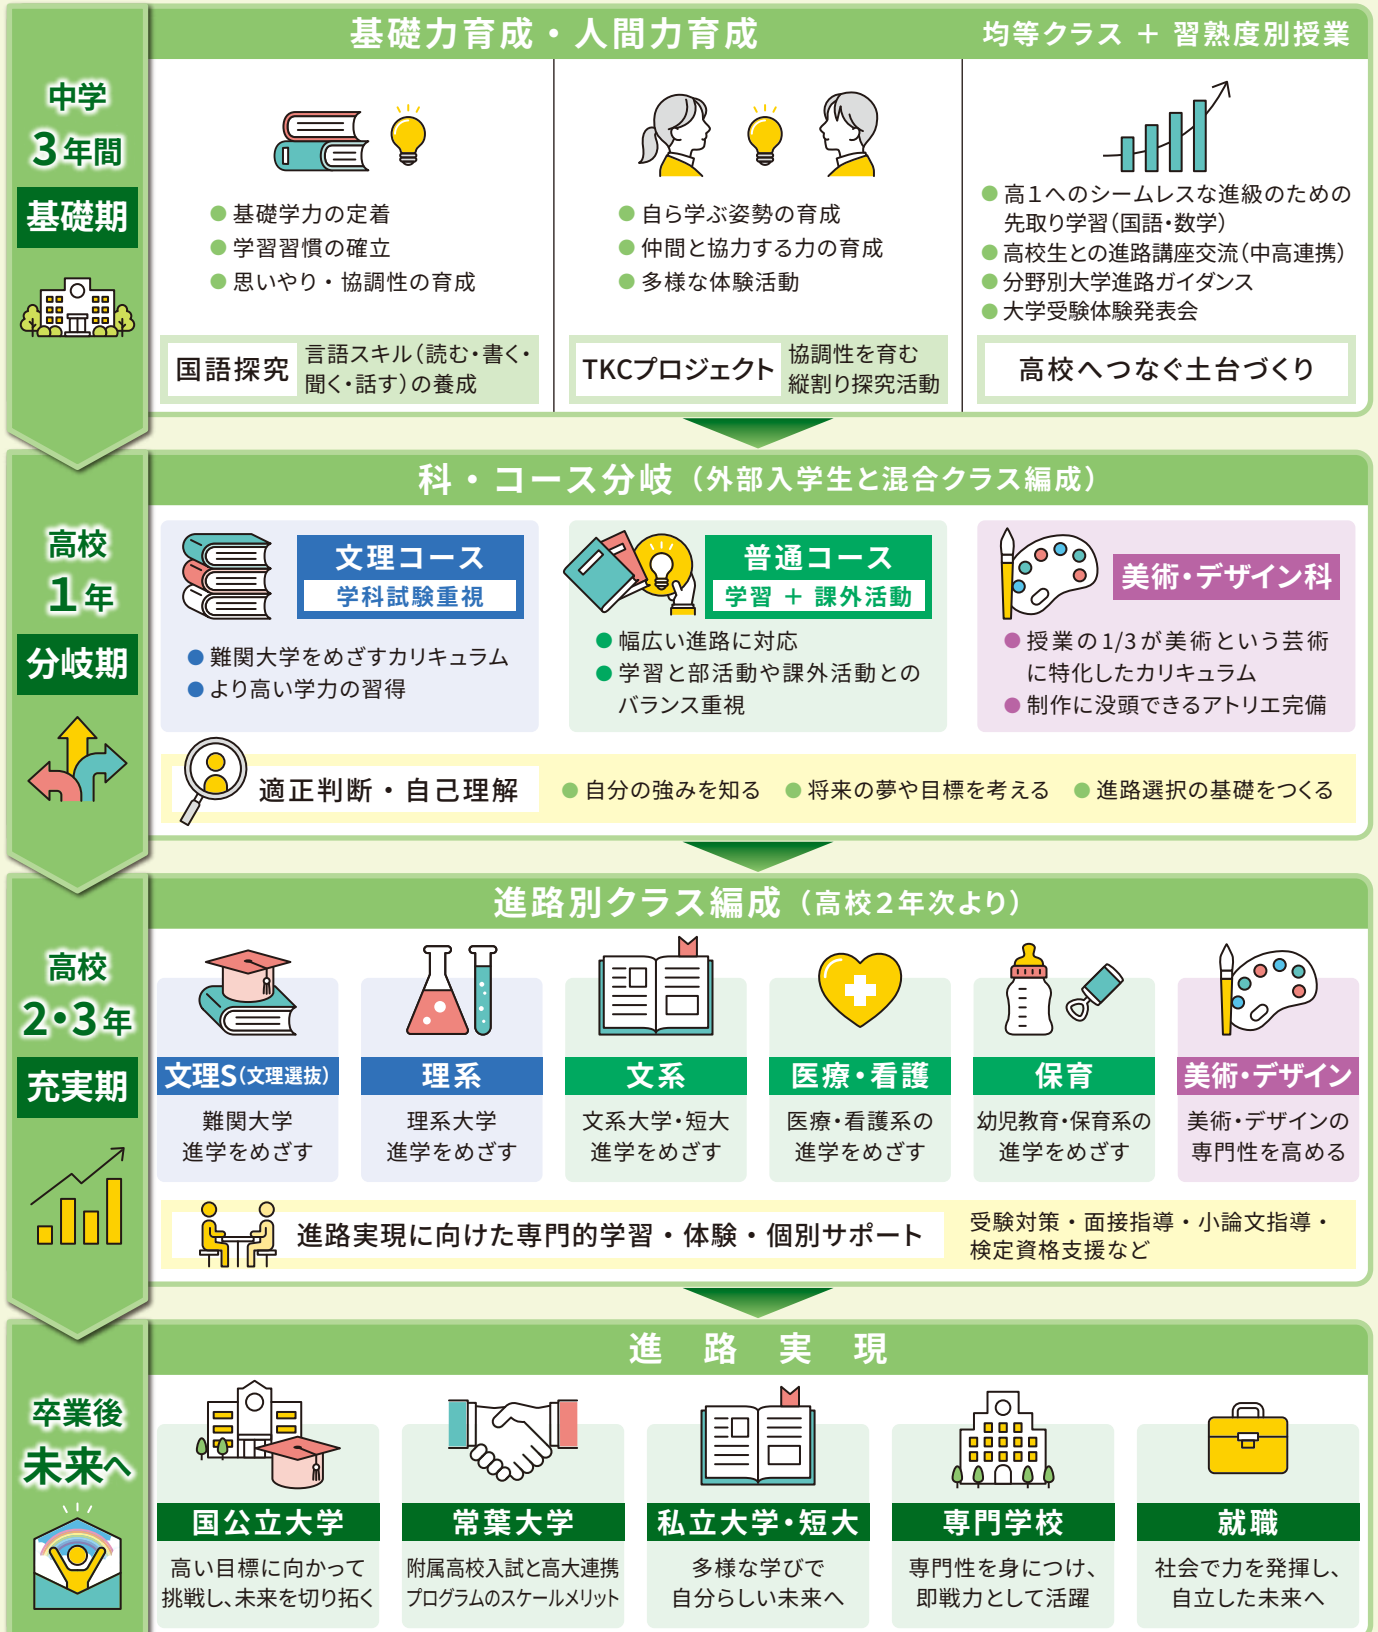 中学
3年間
基礎期
基礎力育成・人間力育成
均等クラス ＋ 習熟度別授業
● 基礎学力の定着
● 学習習慣の確立
● 思いやり・協調性の育成
国語探究
言語スキル（読む・書く・
聞く・話す）の養成
● 自ら学ぶ姿勢の育成
● 仲間と協力する力の育成
● 多様な体験活動
TKCプロジェクト
協調性を育む
縦割り探究活動
● 高１へのシームレスな進級のための
先取り学習（国語・数学）
● 高校生との進路講座交流（中高連携）
● 分野別大学進路ガイダンス
● 大学受験体験発表会
高校へつなぐ土台づくり
高校
1年
分岐期
科・コース分岐（外部入学生と混合クラス編成）
文理コース
学科試験重視
● 難関大学をめざすカリキュラム
● より高い学力の習得
普通コース
学習 ＋ 課外活動
● 幅広い進路に対応
● 学習と部活動や課外活動との
バランス重視
美術・デザイン科
● 授業の1/3が美術という芸術
に特化したカリキュラム
● 制作に没頭できるアトリエ完備
適正判断・自己理解
● 自分の強みを知る ● 将来の夢や目標を考える ● 進路選択の基礎をつくる
高校
2・3年
充実期
進路別クラス編成（高校２年次より）
文理S（文理選抜）
難関大学
進学をめざす
理系
理系大学
進学をめざす
文系
文系大学・短大
進学をめざす
医療・看護
医療・看護系の
進学をめざす
保育
幼児教育・保育系の
進学をめざす
美術・デザイン
美術・デザインの
専門性を高める
進路実現に向けた専門的学習・体験・個別サポート
受験対策・面接指導・小論文指導・
検定資格支援など
卒業後
未来へ
進路実現
国公立大学
高い目標に向かって
挑戦し、未来を切り拓く
常葉大学
附属高校入試と高大連携
プログラムのスケールメリット
私立大学・短大
多様な学びで
自分らしい未来へ
専門学校
専門性を身につけ、
即戦力として活躍
就職
社会で力を発揮し、
自立した未来へ